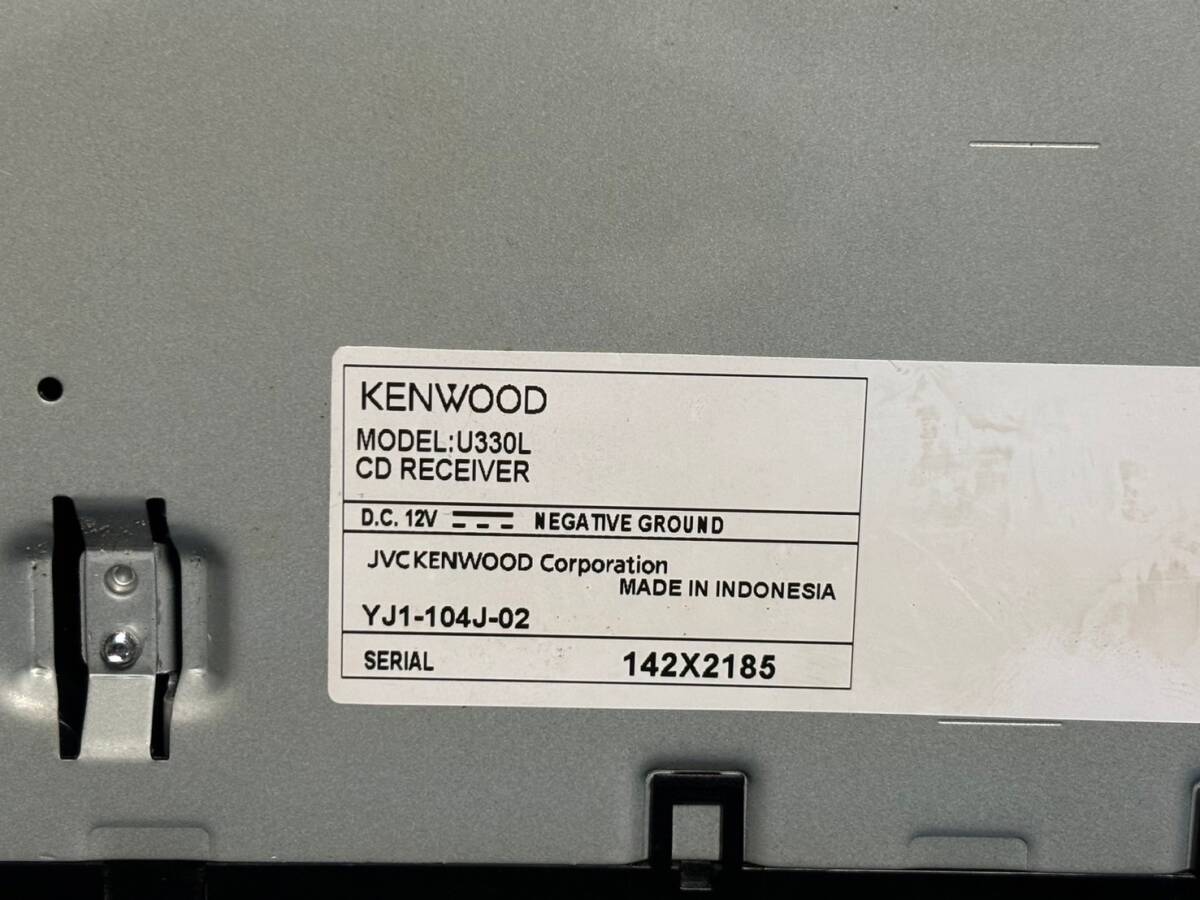 KENWOOD
MODEL:U330L
CD RECEIVER
D.C. 12V NEGATIVE GROUND
JVCKENWOOD Corporation
MADE IN INDONESIA
YJ1-104J-02
SERIAL 142X2185